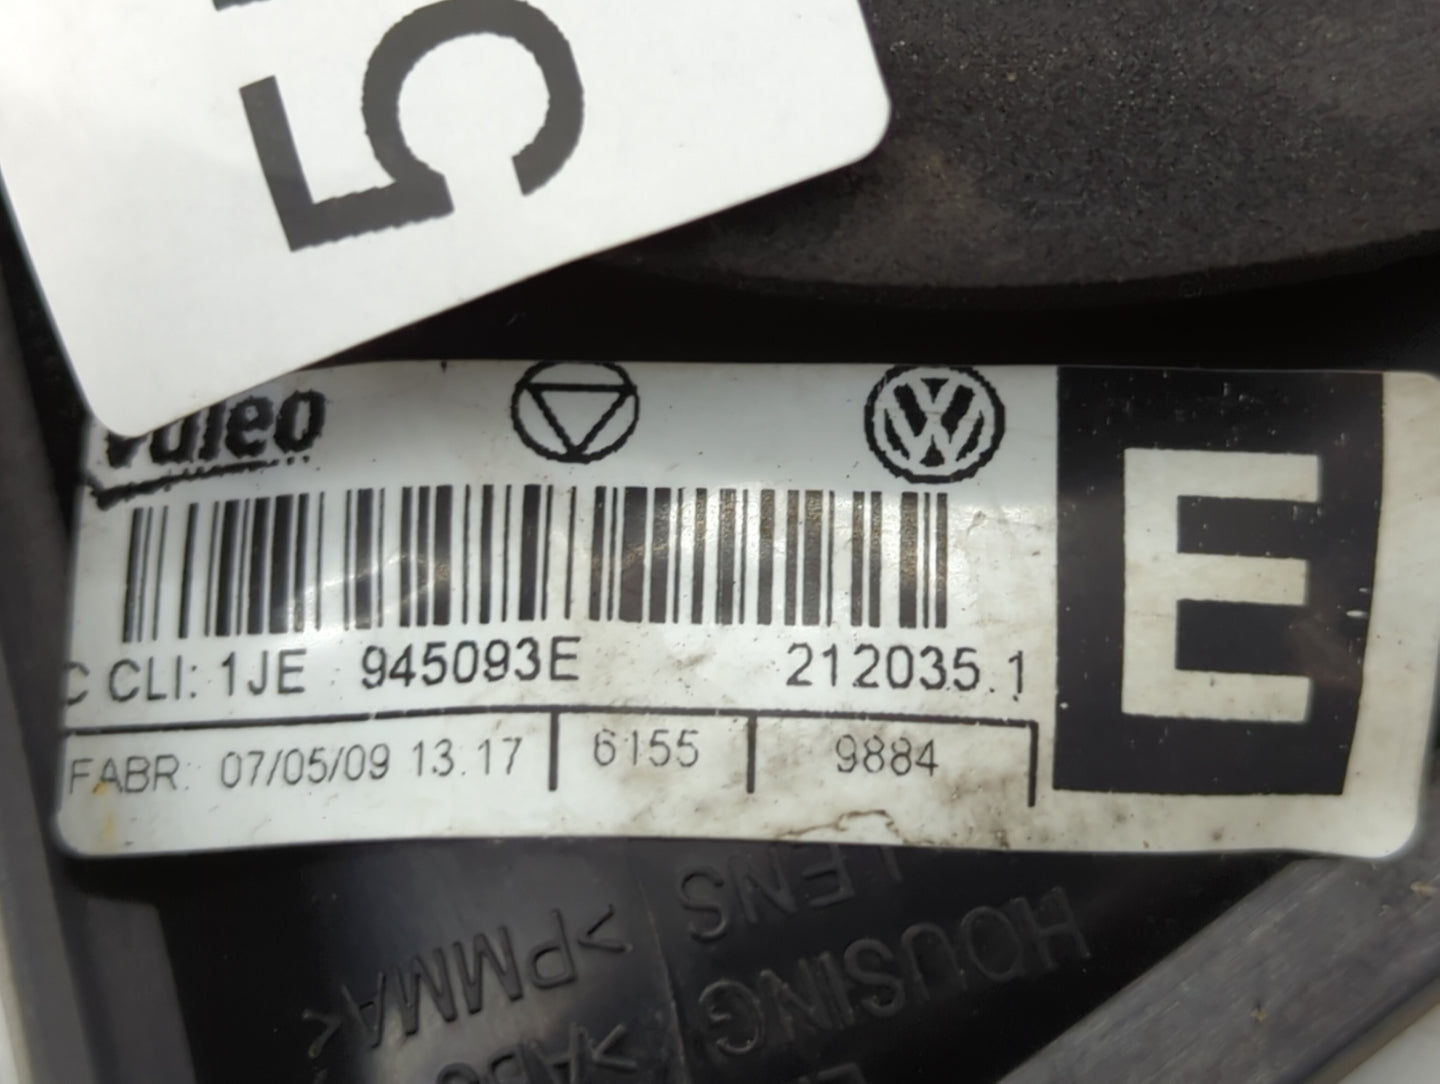 5
Valeo
C CLI: 1JE 945093E 212035.1
E
FABR: 07/05/09 13.17 6155 9884
LENS >PMMA<
HOUSING